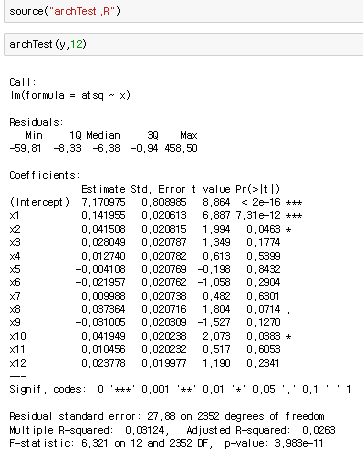 source("archTest.R")
archTest(y,12)
Call:
lm(formula = atsq ~ x)
Residuals:
Min 1Q Median 3Q Max
-59.81 -8.33 -6.38 -0.94 458.50
Coefficients:
Estimate Std. Error t value Pr(>|t|)
(Intercept) 7.170975 0.808985 8.864 < 2e-16 ***
x1 0.141955 0.020613 6.887 7.31e-12 ***
x2 0.041508 0.020815 1.994 0.0463 *
x3 0.028049 0.020787 1.349 0.1774
x4 0.012740 0.020782 0.613 0.5399
x5 -0.004108 0.020769 -0.198 0.8432
x6 -0.021957 0.020762 -1.058 0.2904
x7 0.009988 0.020738 0.482 0.6301
x8 0.037364 0.020716 1.804 0.0714 .
x9 -0.031005 0.020309 -1.527 0.1270
x10 0.041949 0.020238 2.073 0.0383 *
x11 0.010456 0.020232 0.517 0.6053
x12 0.023778 0.019977 1.190 0.2341
---
Signif. codes: 0 '***' 0.001 '**' 0.01 '*' 0.05 '.' 0.1 ' ' 1
Residual standard error: 27.88 on 2352 degrees of freedom
Multiple R-squared: 0.03124, Adjusted R-squared: 0.0263
F-statistic: 6.321 on 12 and 2352 DF, p-value: 3.983e-11